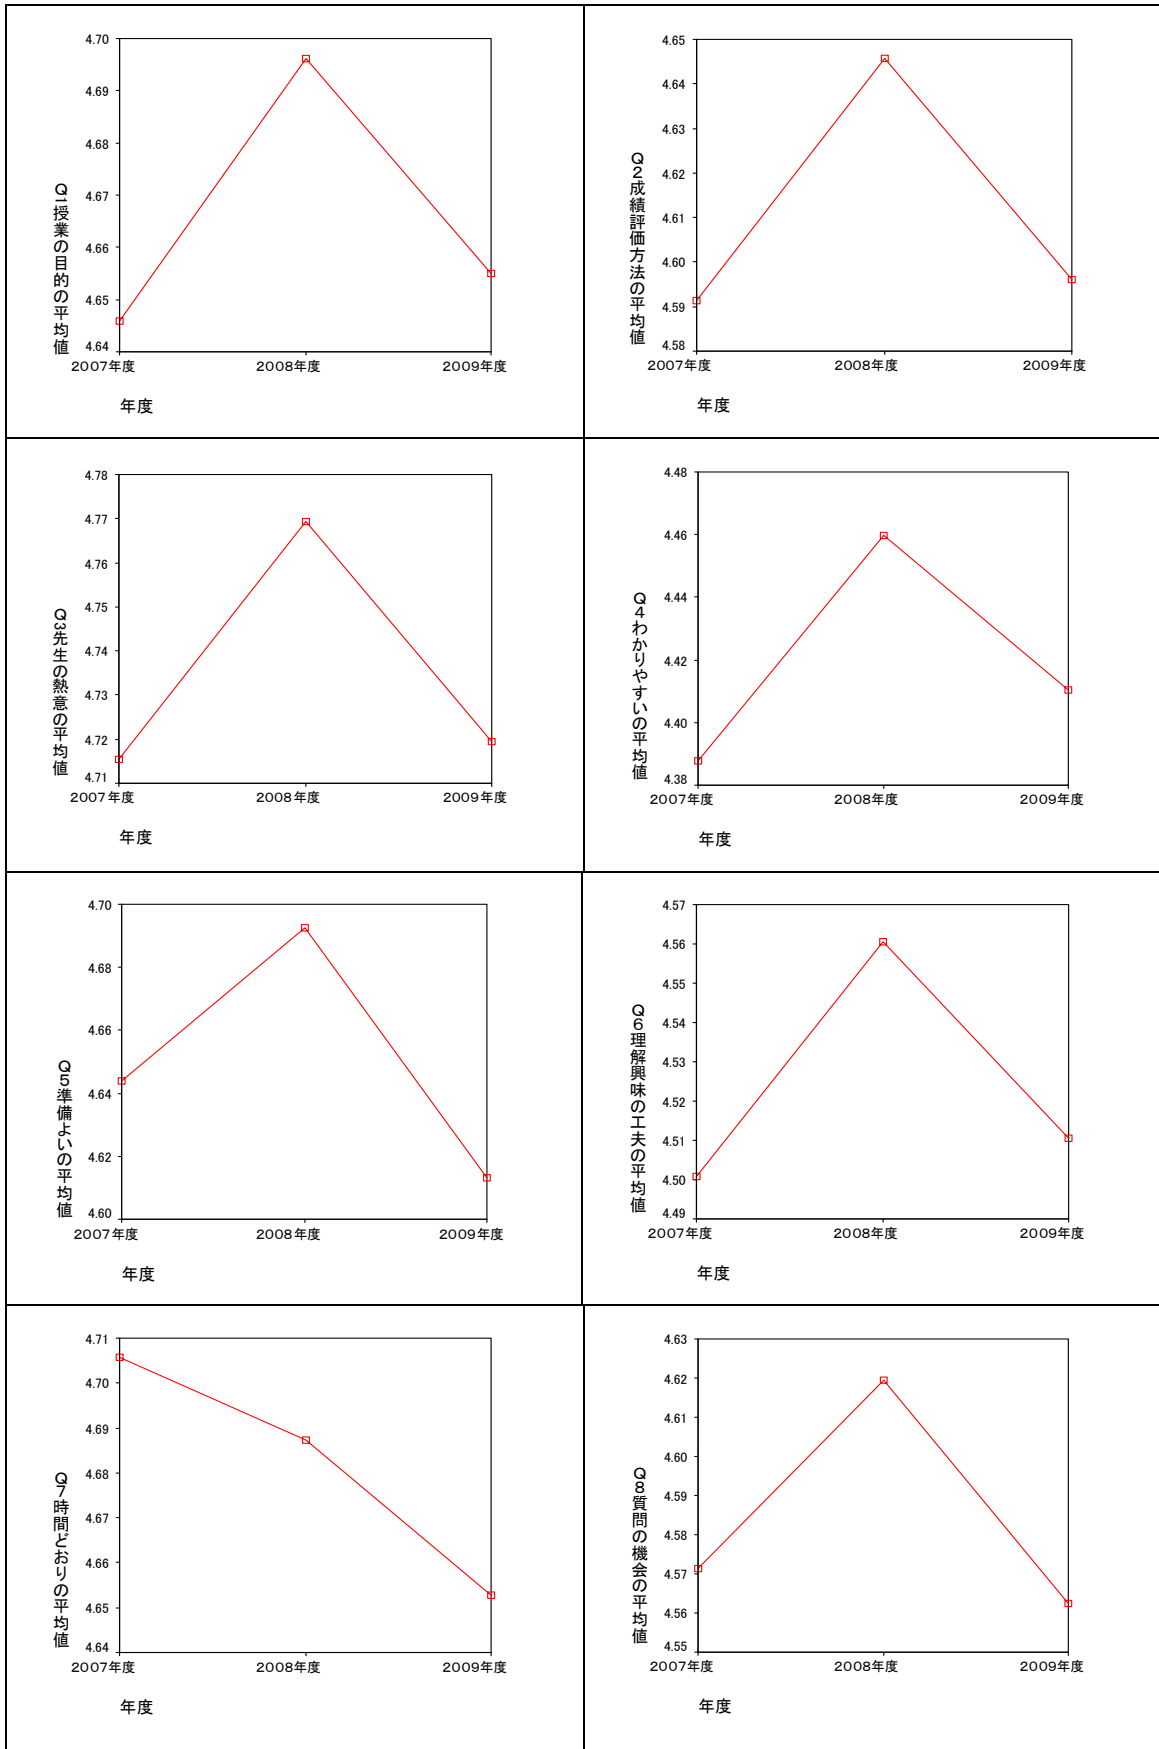 4.70
4.69
4.68
4.67
4.66
4.65
4.64
Q1授業の目的の平均値
2007年度 2008年度 2009年度
年度
4.65
4.64
4.63
4.62
4.61
4.60
4.59
4.58
Q2成績評価方法の平均値
2007年度 2008年度 2009年度
年度
4.78
4.77
4.76
4.75
4.74
4.73
4.72
4.71
Q3先生の熱意の平均値
2007年度 2008年度 2009年度
年度
4.48
4.46
4.44
4.42
4.40
4.38
Q4わかりやすいの平均値
2007年度 2008年度 2009年度
年度
4.70
4.68
4.66
4.64
4.62
4.60
Q5準備よいの平均値
2007年度 2008年度 2009年度
年度
4.57
4.56
4.55
4.54
4.53
4.52
4.51
4.50
4.49
Q6理解興味の工夫の平均値
2007年度 2008年度 2009年度
年度
4.71
4.70
4.69
4.68
4.67
4.66
4.65
4.64
Q7時間どおりの平均値
2007年度 2008年度 2009年度
年度
4.63
4.62
4.61
4.60
4.59
4.58
4.57
4.56
4.55
Q8質問の機会の平均値
2007年度 2008年度 2009年度
年度